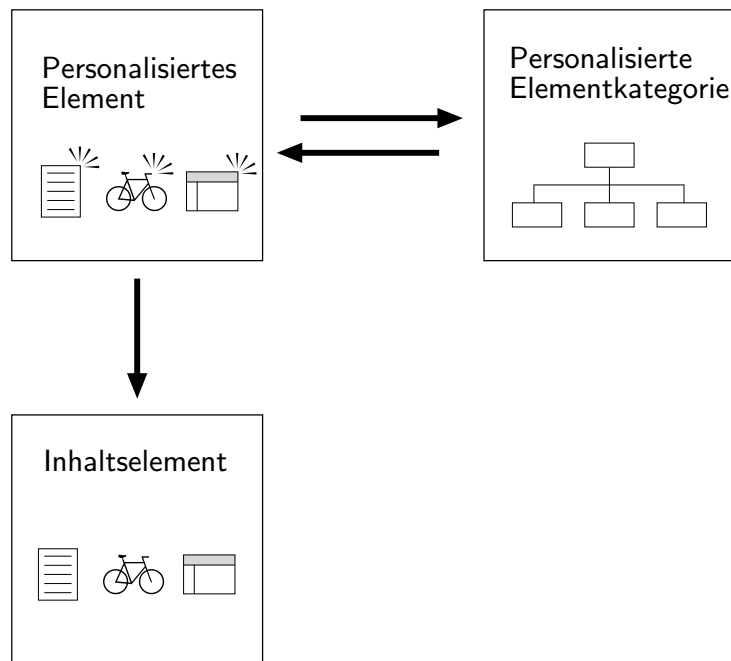 Personalisiertes
Element
Personalisierte
Elementkategorie
Inhaltselement